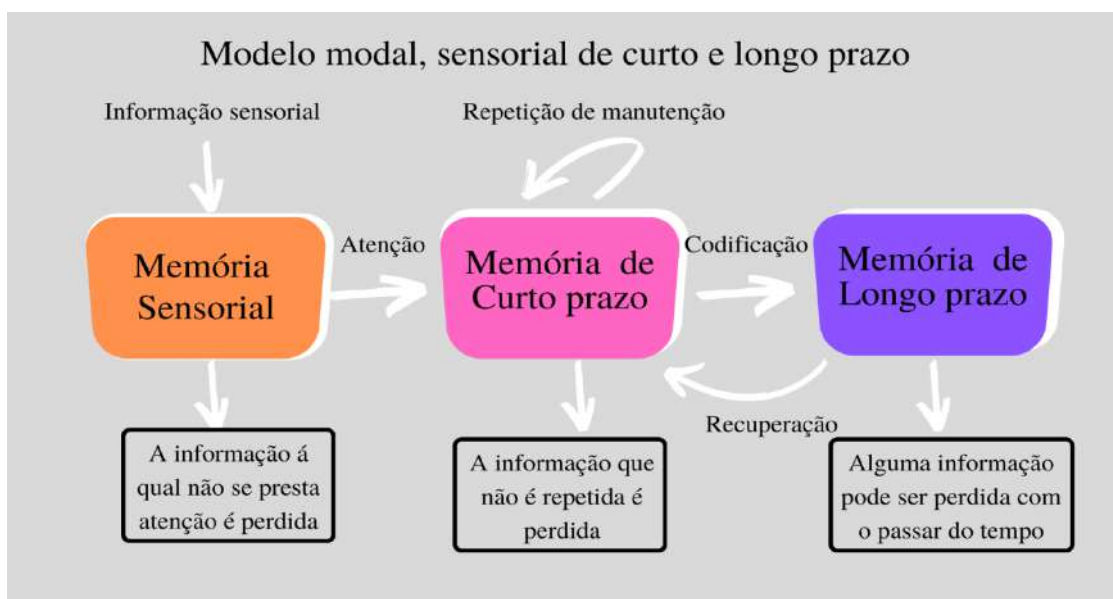 Modelo modal, sensorial de curto e longo prazo
Informação sensorial
Repetição de manutenção
Memória
Sensorial
Atenção
Memória de
Curto prazo
Codificação
Memória de
Longo prazo
Recuperação
A informação á
qual não se presta
atenção é perdida
A informação que
não é repetida é
perdida
Alguma informação
pode ser perdida com
o passar do tempo